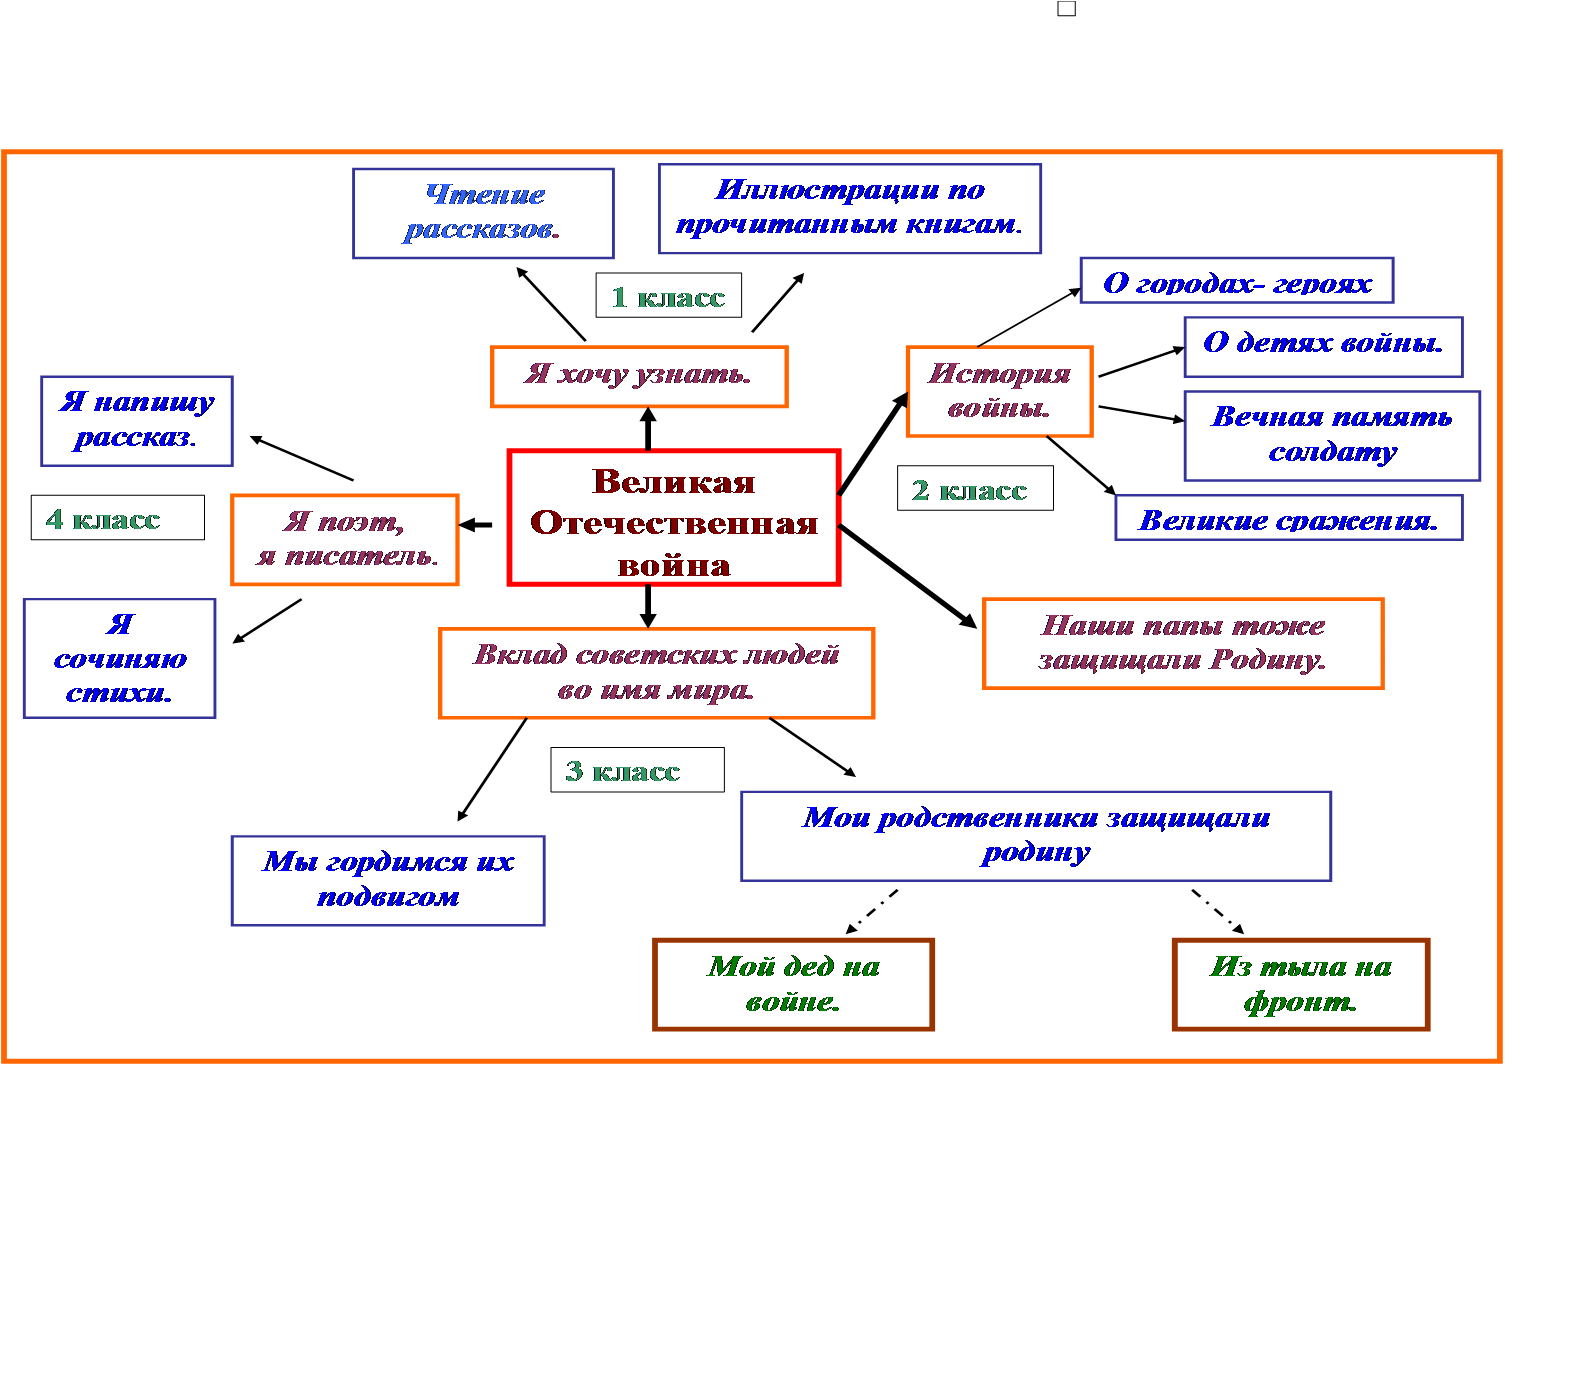 Чтение
рассказов.
Иллюстрации по
прочитанным книгам.
1 класс
О городах- героях
О детях войны.
Я хочу узнать.
История
войны.
Я напишу
рассказ.
Вечная память
солдату
2 класс
Великая
Отечественная
война
4 класс
Я поэт,
я писатель.
Великие сражения.
Я
сочиняю
стихи.
Наши папы тоже
защищали Родину.
Вклад советских людей
во имя мира.
3 класс
Мои родственники защищали
родину
Мы гордимся их
подвигом
Мой дед на
войне.
Из тыла на
фронт.